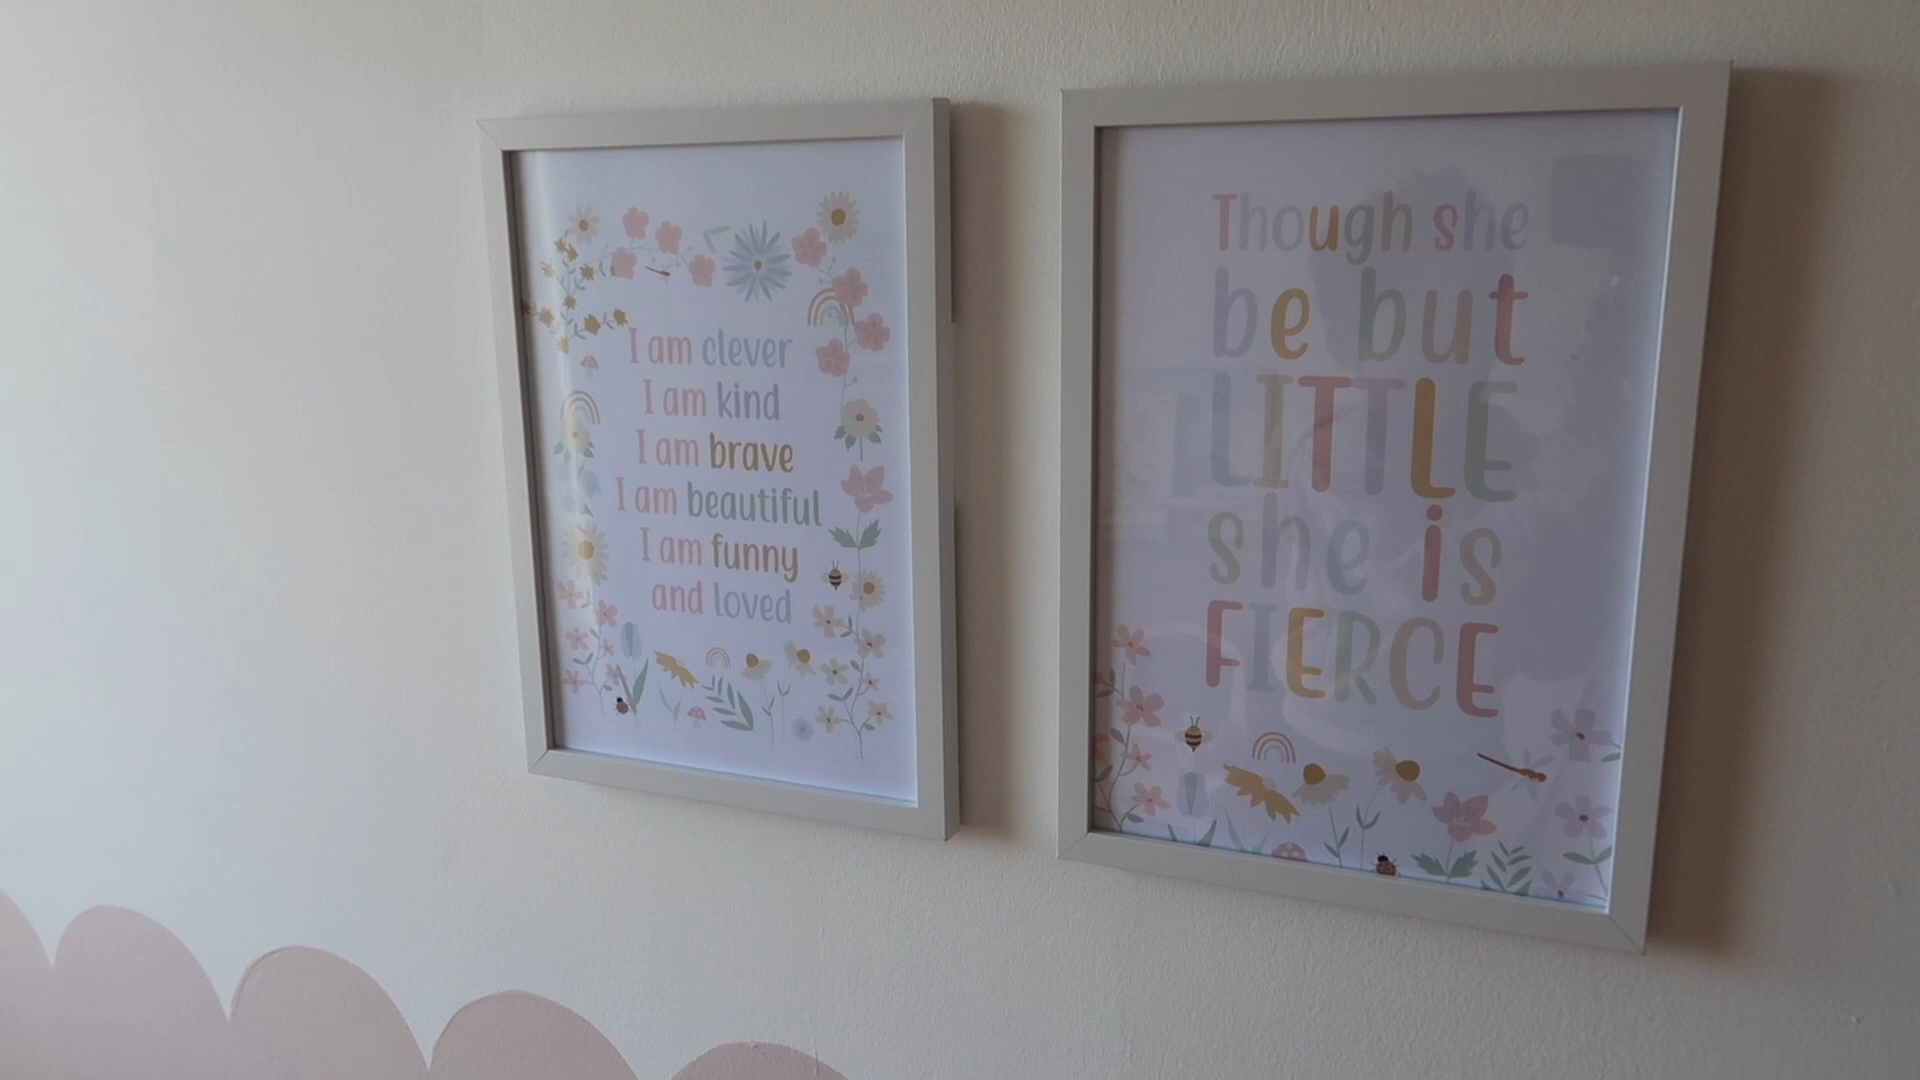 I am clever
I am kind
I am brave
I am beautiful
I am funny
and loved
Though she
be but
LITTLE
she is
FIERCE